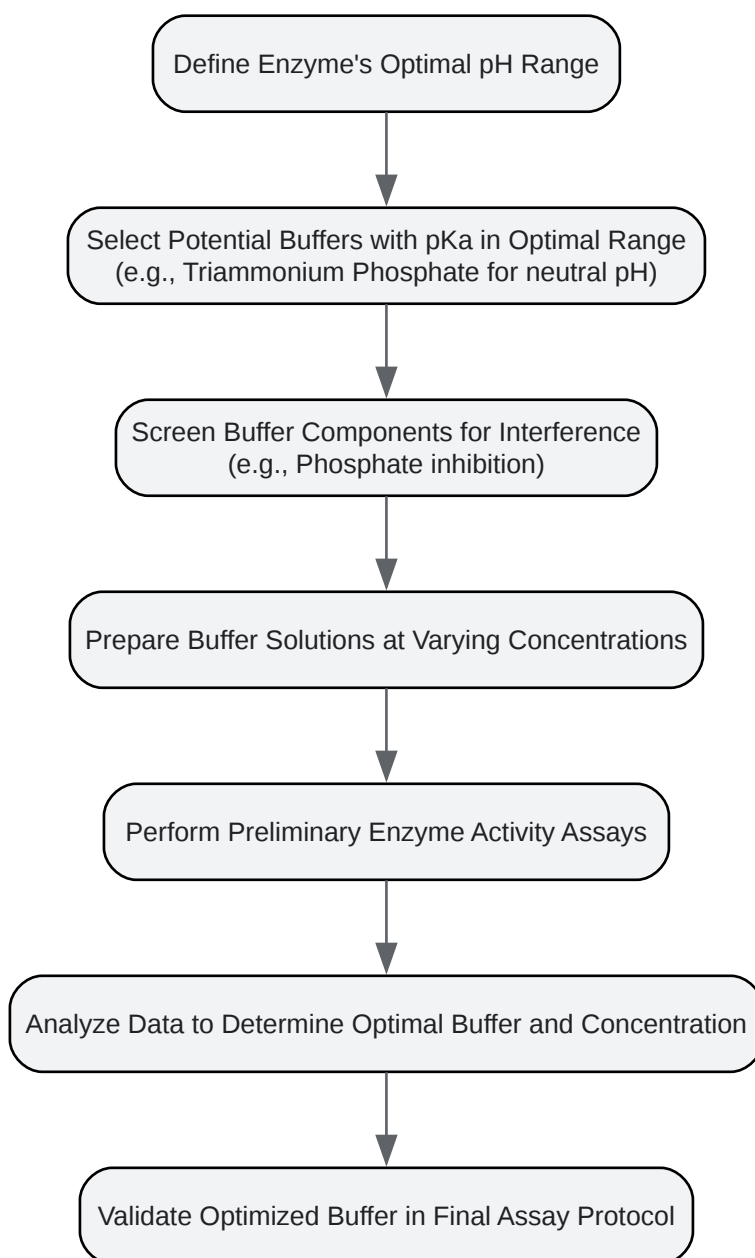 Define Enzyme's Optimal pH Range
Select Potential Buffers with pKa in Optimal Range
(e.g., Triammonium Phosphate for neutral pH)
Screen Buffer Components for Interference
(e.g., Phosphate inhibition)
Prepare Buffer Solutions at Varying Concentrations
Perform Preliminary Enzyme Activity Assays
Analyze Data to Determine Optimal Buffer and Concentration
Validate Optimized Buffer in Final Assay Protocol